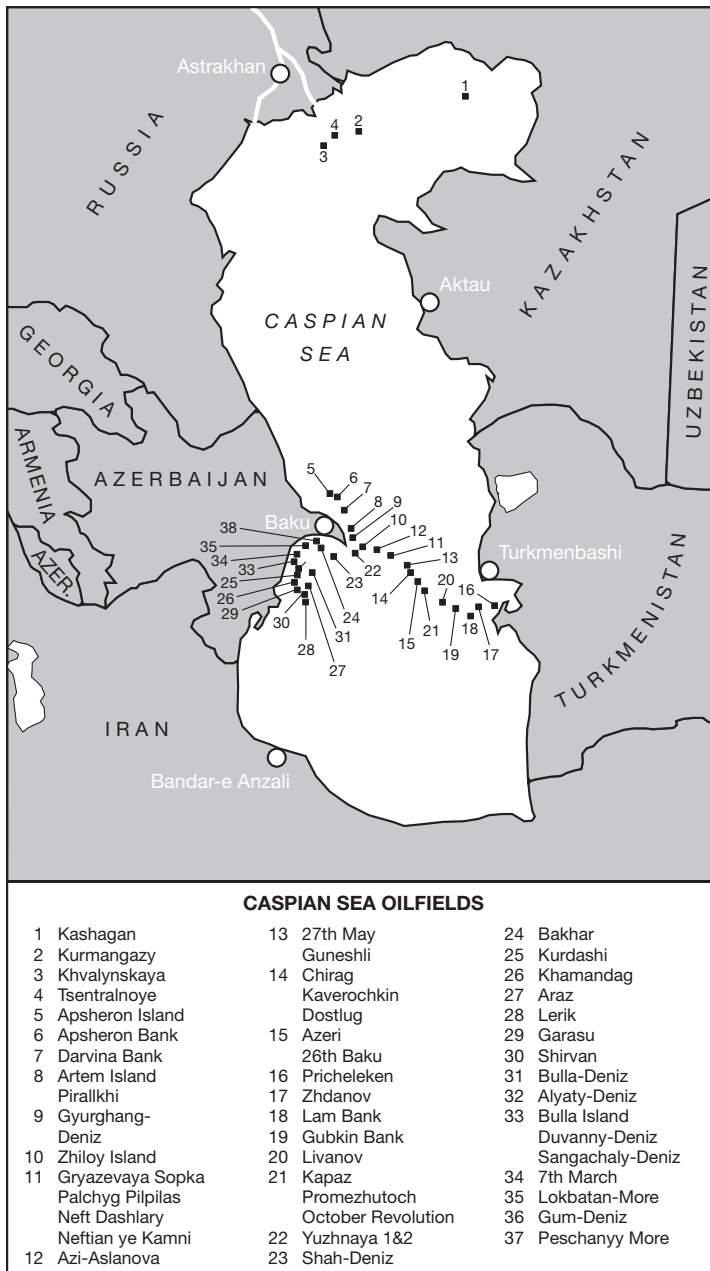 Astrakhan
RUSSIA
1
2
4
3
KAZAKHSTAN
Aktau
CASPIAN
SEA
UZBEKISTAN
GEORGIA
ARMENIA
AZERBAIJAN
AZER.
Baku
Turkmenbashi
TURKMENISTAN
5
6
7
8
9
10
12
11
13
38
35
34
33
25
26
29
30
28
31
27
24
23
22
14
15
21
20
19
18
17
16
IRAN
Bandar-e Anzali
CASPIAN SEA OILFIELDS
1 Kashagan
2 Kurmangazy
3 Khvalynskaya
4 Tsentralnoye
5 Apsheron Island
6 Apsheron Bank
7 Darvina Bank
8 Artem Island
Pirallkhi
9 Gyurghang-
Deniz
10 Zhiloy Island
11 Gryazevaya Sopka
Palchyg Pilpilas
Neft Dashlary
Neftian ye Kamni
12 Azi-Aslanova
13 27th May
Guneshli
14 Chirag
Kaverochkin
Dostlug
15 Azeri
26th Baku
16 Pricheleken
17 Zhdanov
18 Lam Bank
19 Gubkin Bank
20 Livanov
21 Kapaz
Promezhutoch
October Revolution
22 Yuzhnaya 1&2
23 Shah-Deniz
24 Bakhar
25 Kurdashi
26 Khamandag
27 Araz
28 Lerik
29 Garasu
30 Shirvan
31 Bulla-Deniz
32 Alyaty-Deniz
33 Bulla Island
Duvanny-Deniz
Sangachaly-Deniz
34 7th March
35 Lokbatan-More
36 Gum-Deniz
37 Peschanyy More